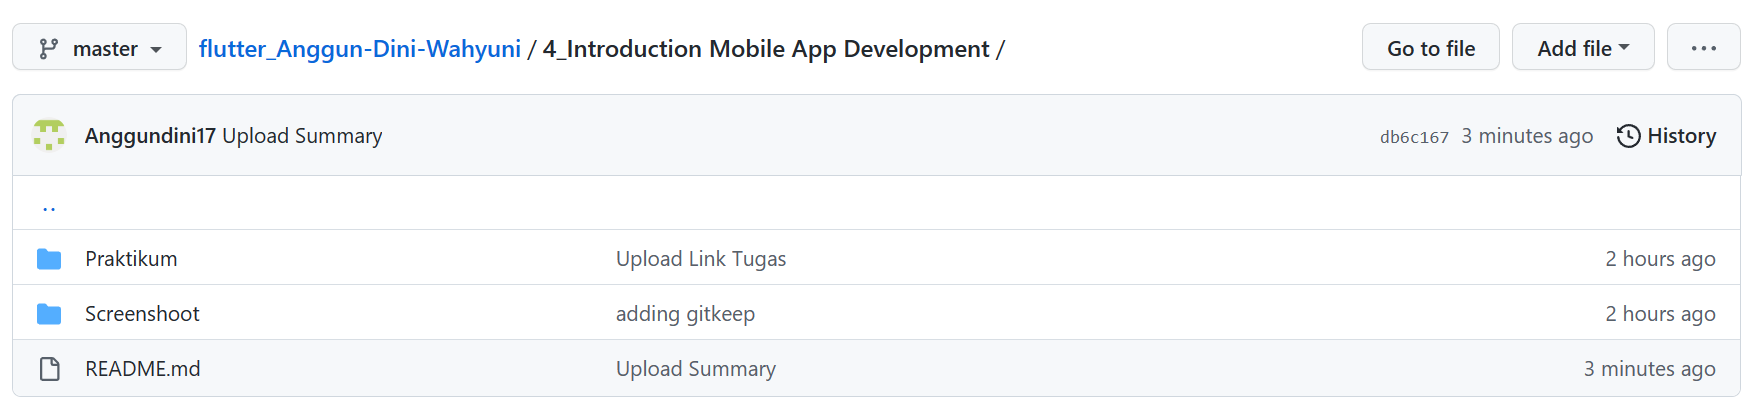 master flutter_Anggun-Dini-Wahyuni / 4_Introduction Mobile App Development / Go to file Add file ...
Anggundini17 Upload Summary db6c167 3 minutes ago History
..
Praktikum Upload Link Tugas 2 hours ago
Screenshoot adding gitkeep 2 hours ago
README.md Upload Summary 3 minutes ago